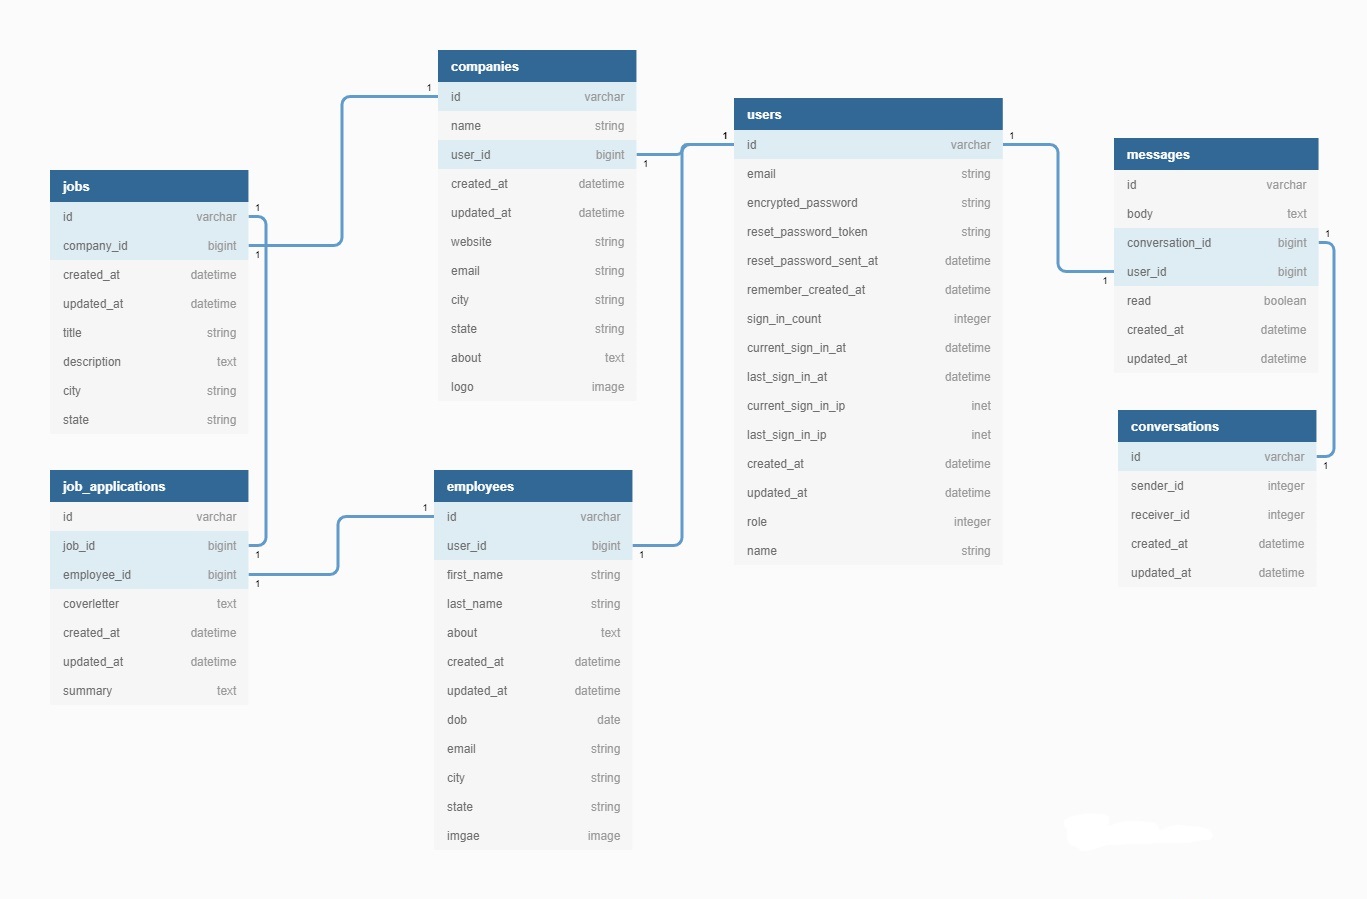 companies
1
id varchar
name string
user_id bigint
1
created_at datetime
updated_at datetime
website string
email string
city string
state string
about text
logo image
users
1
1
id varchar
email string
encrypted_password string
reset_password_token string
reset_password_sent_at datetime
remember_created_at datetime
sign_in_count integer
current_sign_in_at datetime
last_sign_in_at datetime
current_sign_in_ip inet
last_sign_in_ip inet
created_at datetime
updated_at datetime
role integer
name string
messages
id varchar
body text
conversation_id bigint
1
user_id bigint
1
read boolean
created_at datetime
updated_at datetime
jobs
id varchar
1
company_id bigint
1
created_at datetime
updated_at datetime
title string
description text
city string
state string
conversations
id varchar
1
sender_id integer
receiver_id integer
created_at datetime
updated_at datetime
job_applications
id varchar
job_id bigint
1
employee_id bigint
1
coverletter text
created_at datetime
updated_at datetime
summary text
employees
1
id varchar
user_id bigint
1
first_name string
last_name string
about text
created_at datetime
updated_at datetime
dob date
email string
city string
state string
imgae image